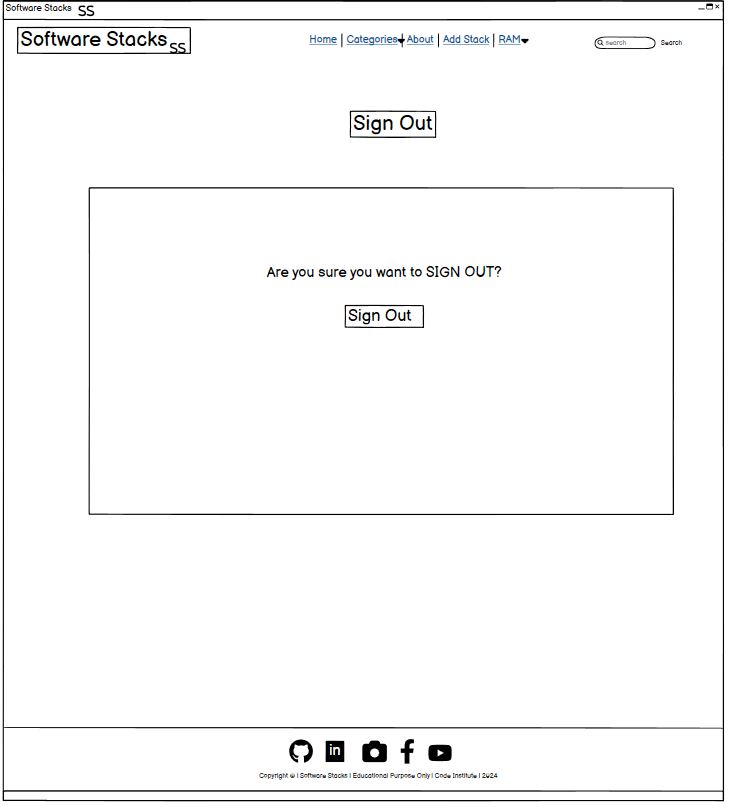 Software Stacks SS
Software Stacks SS
Home | Categories | About | Add Stack | RAM
search Search
Sign Out
Are you sure you want to SIGN OUT?
Sign Out
in
Copyright © | Software Stacks | Educational Purpose Only | Code Institute | 2024